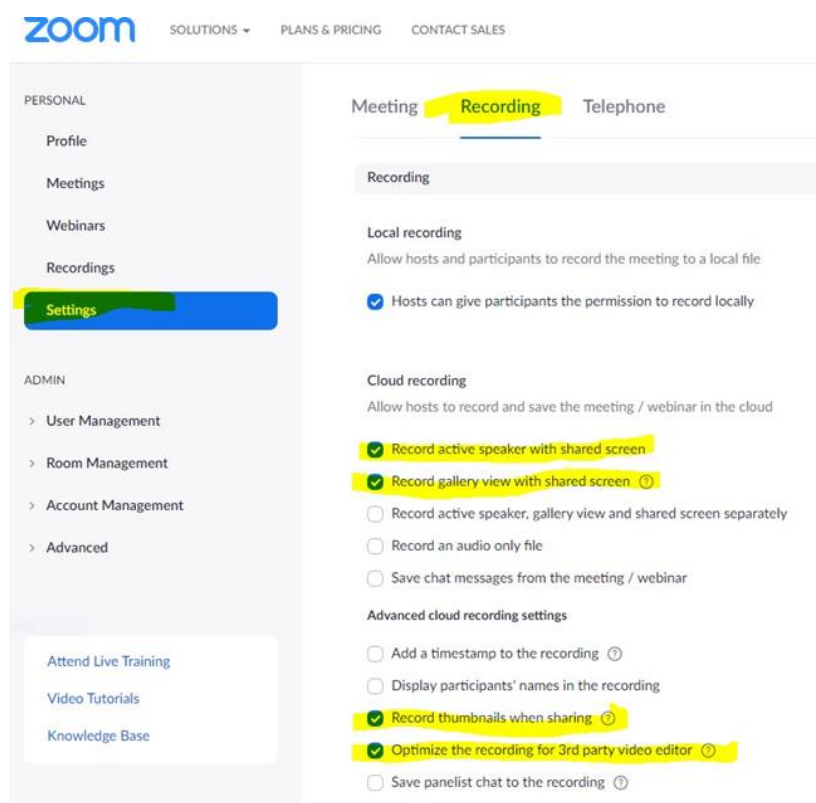 zoom SOLUTIONS PLANS & PRICING CONTACT SALES
PERSONAL
Profile
Meetings
Webinars
Recordings
Settings
ADMIN
> User Management
> Room Management
> Account Management
> Advanced
Attend Live Training
Video Tutorials
Knowledge Base
Meeting Recording Telephone
Recording
Local recording
Allow hosts and participants to record the meeting to a local file
Hosts can give participants the permission to record locally
Cloud recording
Allow hosts to record and save the meeting / webinar in the cloud
Record active speaker with shared screen
Record gallery view with shared screen ?
Record active speaker, gallery view and shared screen separately
Record an audio only file
Save chat messages from the meeting / webinar
Advanced cloud recording settings
Add a timestamp to the recording ?
Display participants' names in the recording
Record thumbnails when sharing ?
Optimize the recording for 3rd party video editor ?
Save panelist chat to the recording ?